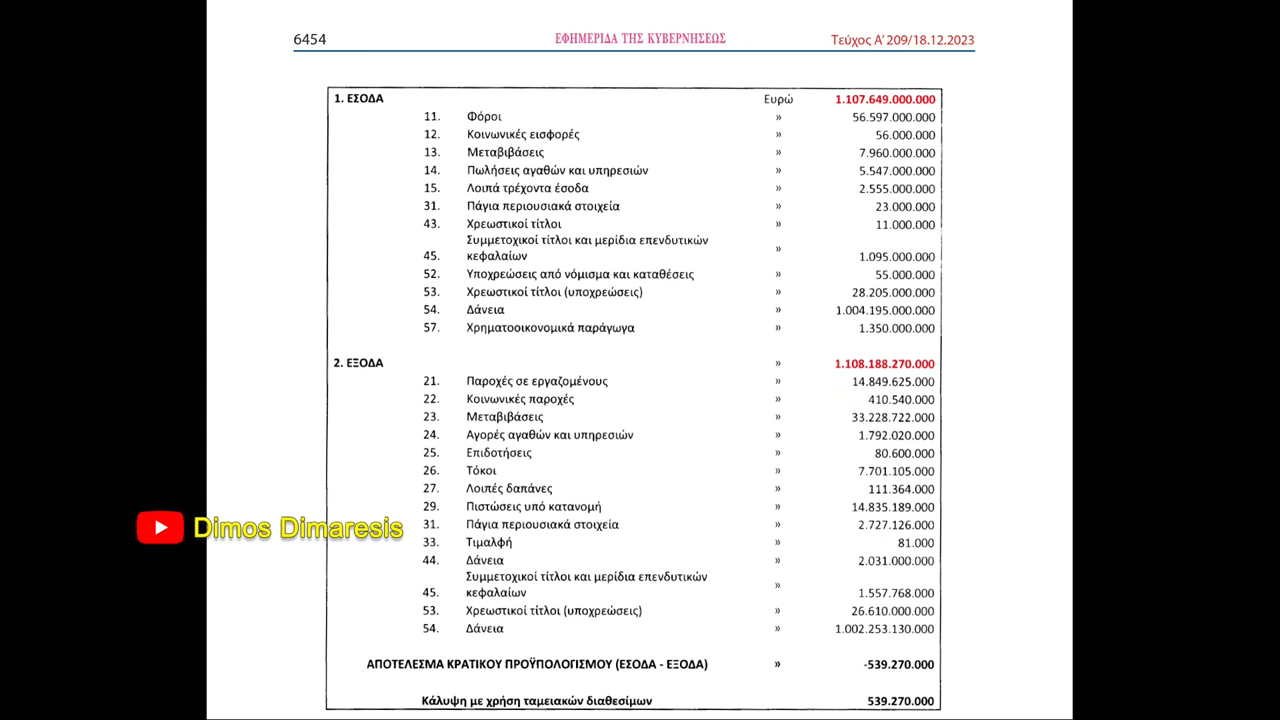 6454 ΕΦΗΜΕΡΙΔΑ ΤΗΣ ΚΥΒΕΡΝΗΣΕΩΣ Τεύχος Α' 209/18.12.2023
1. ΕΣΟΔΑ Ευρώ 1.107.649.000.000
11. Φόροι » 56.597.000.000
12. Κοινωνικές εισφορές » 56.000.000
13. Μεταβιβάσεις » 7.960.000.000
14. Πωλήσεις αγαθών και υπηρεσιών » 5.547.000.000
15. Λοιπά τρέχοντα έσοδα » 2.555.000.000
31. Πάγια περιουσιακά στοιχεία » 23.000.000
43. Χρεωστικοί τίτλοι » 11.000.000
Συμμετοχικοί τίτλοι και μερίδια επενδυτικών
45. κεφαλαίων » 1.095.000.000
52. Υποχρεώσεις από νόμισμα και καταθέσεις » 55.000.000
53. Χρεωστικοί τίτλοι (υποχρεώσεις) » 28.205.000.000
54. Δάνεια » 1.004.195.000.000
57. Χρηματοοικονομικά παράγωγα » 1.350.000.000
2. ΕΞΟΔΑ » 1.108.188.270.000
21. Παροχές σε εργαζομένους » 14.849.625.000
22. Κοινωνικές παροχές » 410.540.000
23. Μεταβιβάσεις » 33.228.722.000
24. Αγορές αγαθών και υπηρεσιών » 1.792.020.000
25. Επιδοτήσεις » 80.600.000
26. Τόκοι » 7.701.105.000
27. Λοιπές δαπάνες » 111.364.000
29. Πιστώσεις υπό κατανομή » 14.835.189.000
31. Πάγια περιουσιακά στοιχεία » 2.727.126.000
33. Τιμαλφή » 81.000
44. Δάνεια » 2.031.000.000
Συμμετοχικοί τίτλοι και μερίδια επενδυτικών
45. κεφαλαίων » 1.557.768.000
53. Χρεωστικοί τίτλοι (υποχρεώσεις) » 26.610.000.000
54. Δάνεια » 1.002.253.130.000
ΑΠΟΤΕΛΕΣΜΑ ΚΡΑΤΙΚΟΥ ΠΡΟΫΠΟΛΟΓΙΣΜΟΥ (ΕΣΟΔΑ - ΕΞΟΔΑ) » -539.270.000
Κάλυψη με χρήση ταμειακών διαθεσίμων 539.270.000
Dimos Dimaresis